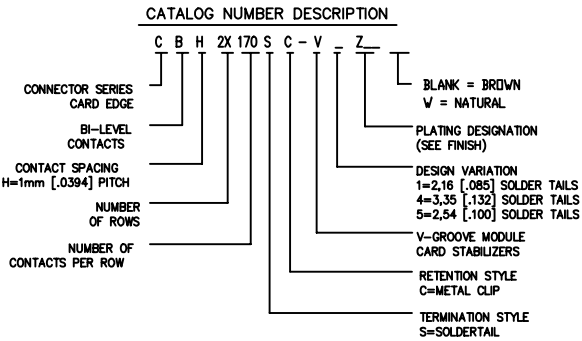 CATALOG NUMBER DESCRIPTION
C B H 2X 170 S C - V _ Z__ __
CONNECTOR SERIES
CARD EDGE
BI-LEVEL
CONTACTS
CONTACT SPACING
H=1mm [.0394] PITCH
NUMBER
OF ROWS
NUMBER OF
CONTACTS PER ROW
BLANK = BROWN
W = NATURAL
PLATING DESIGNATION
(SEE FINISH)
DESIGN VARIATION
1=2,16 [.085] SOLDER TAILS
4=3,35 [.132] SOLDER TAILS
5=2,54 [.100] SOLDER TAILS
V-GROOVE MODULE
CARD STABILIZERS
RETENTION STYLE
C=METAL CLIP
TERMINATION STYLE
S=SOLDERTAIL